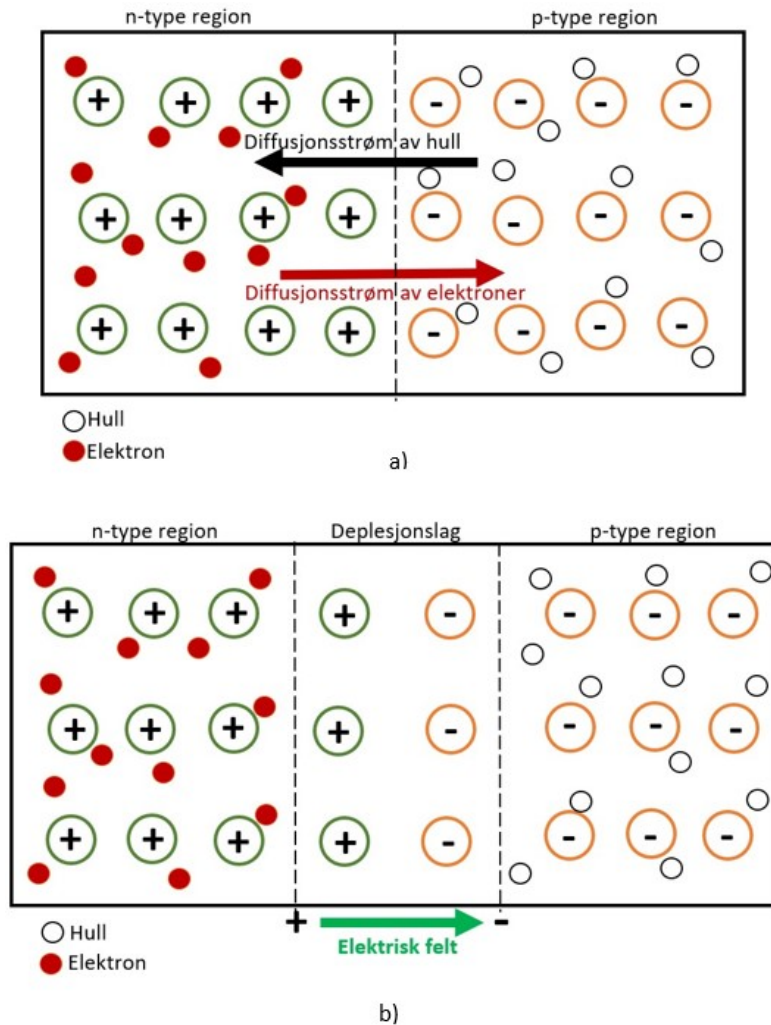 n-type region p-type region
Diffusjonsstrøm av hull
Diffusjonsstrøm av elektroner
Hull
Elektron
a)
n-type region Deplesjonslag p-type region
+ -
Elektrisk felt
Hull
Elektron
b)